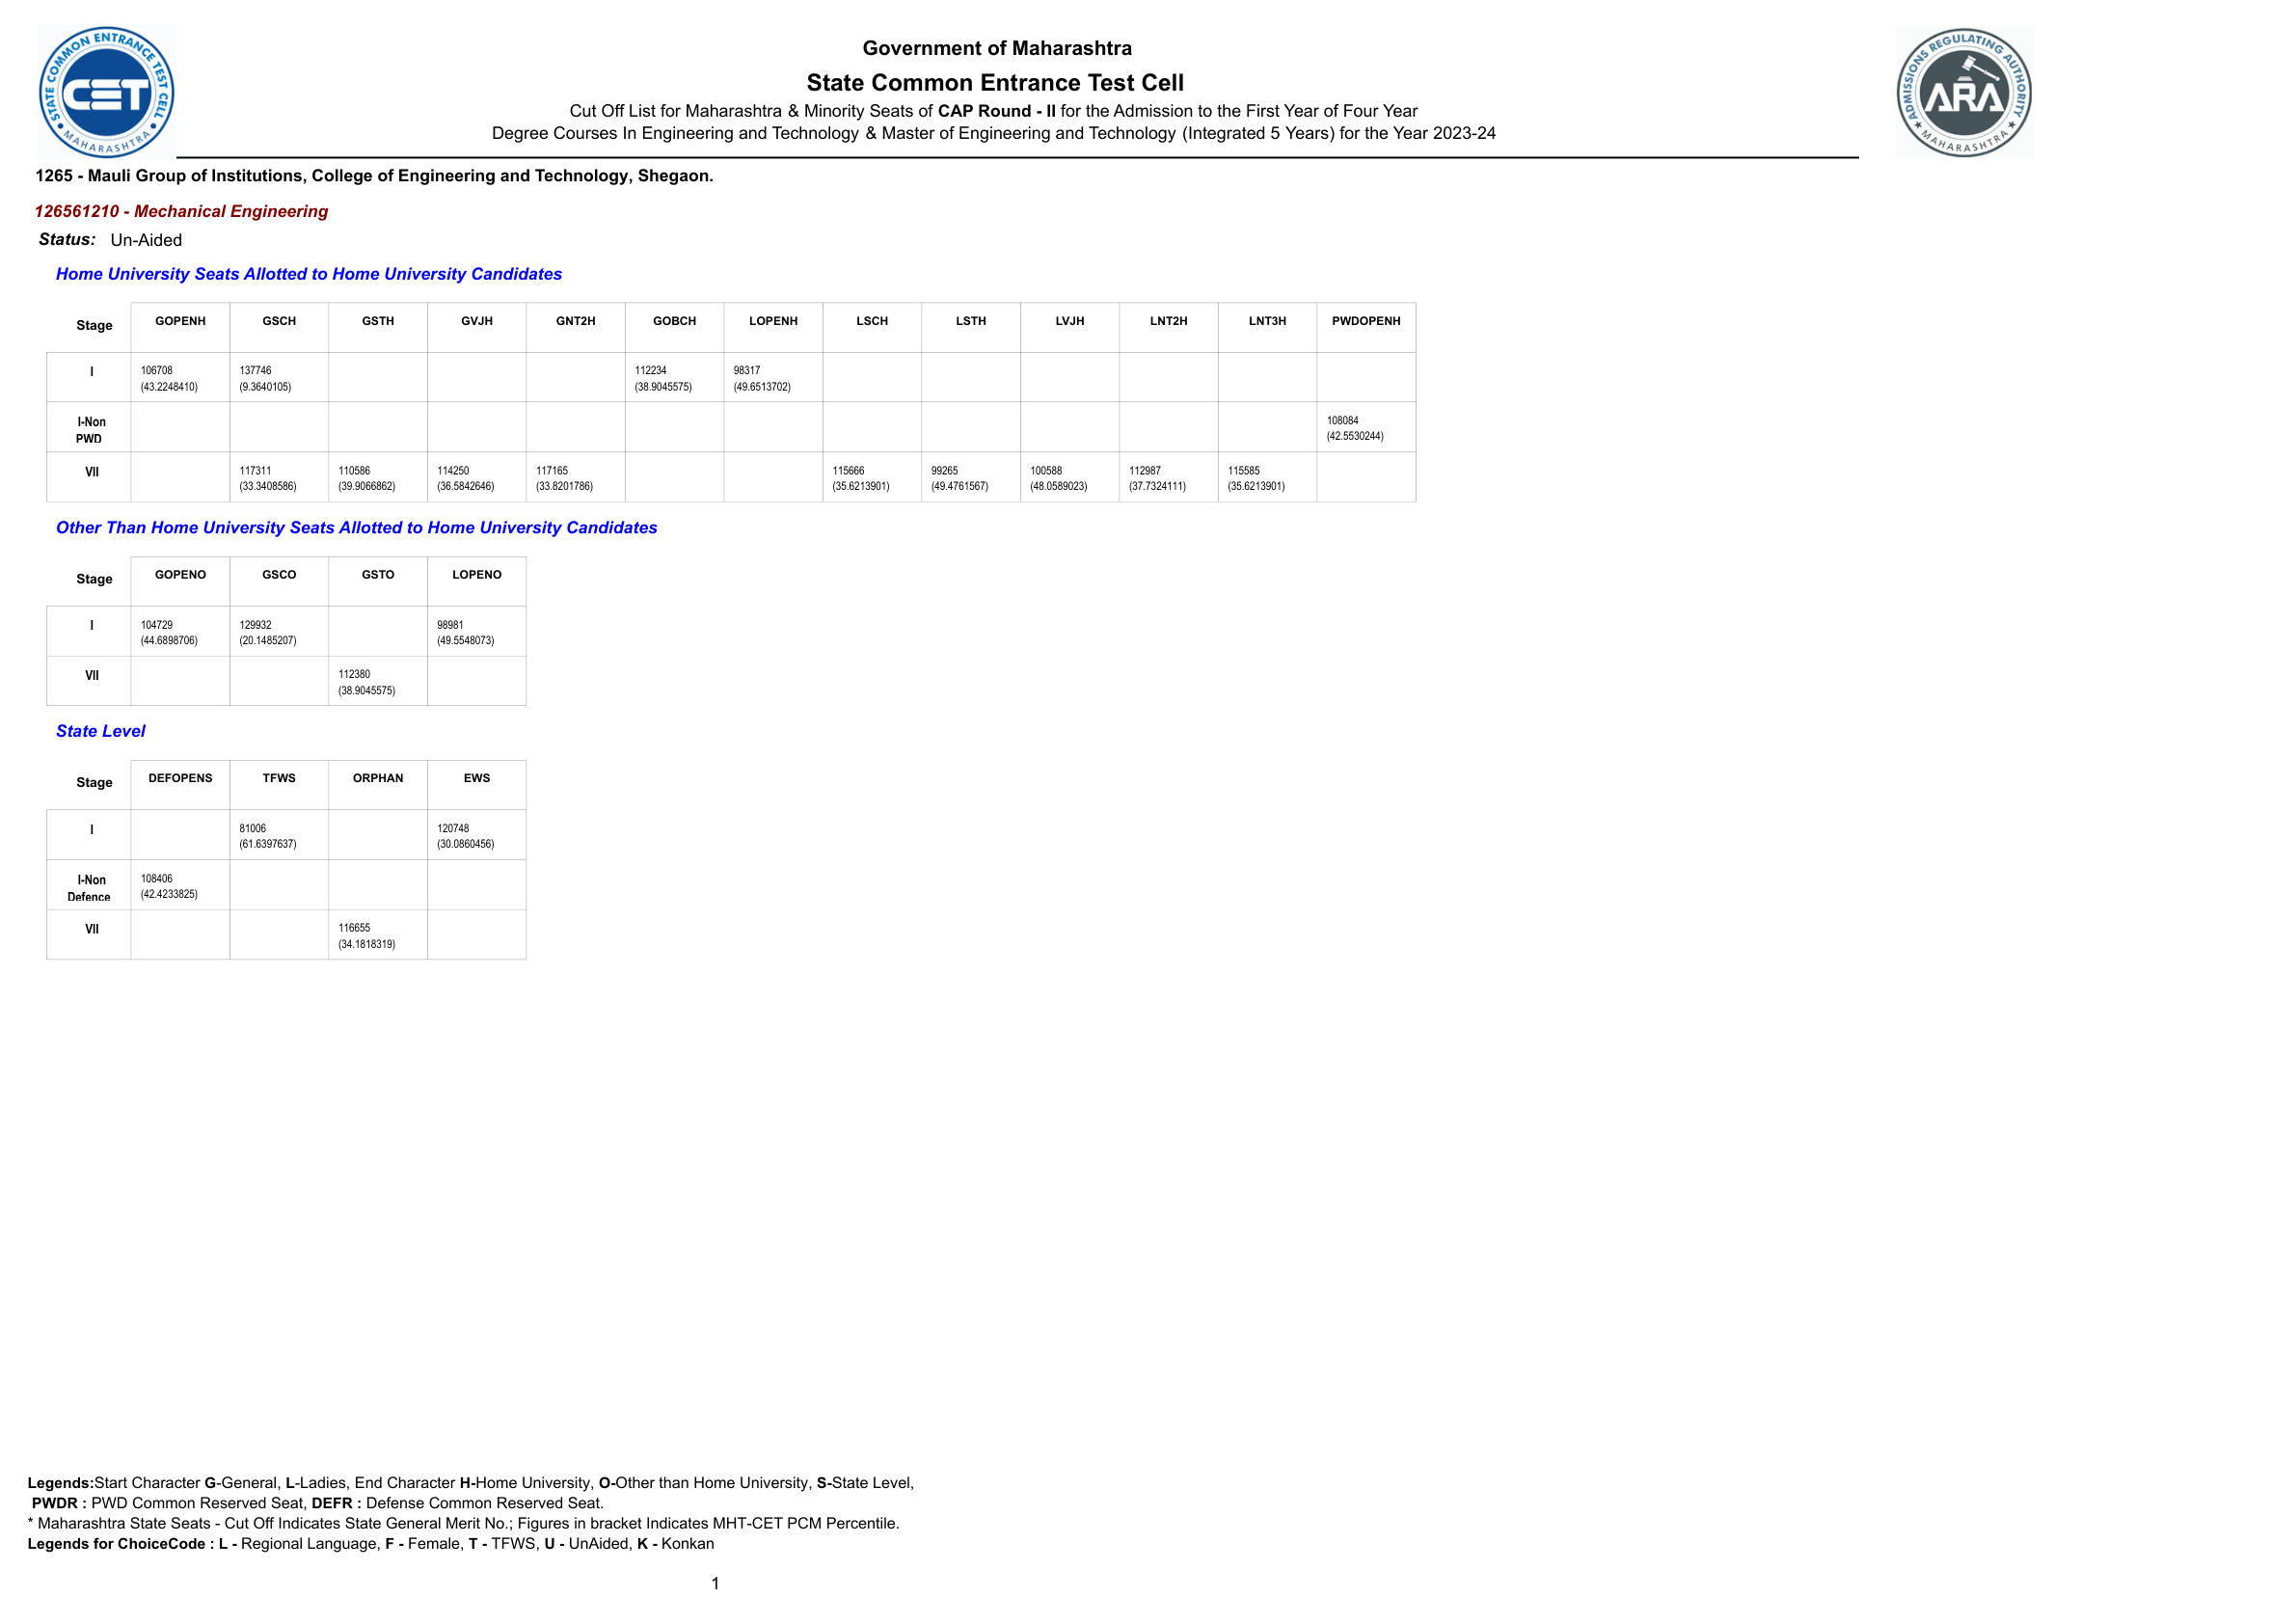 STATE COMMON ENTRANCE TEST CELL
CET
MAHARASHTRA
Government of Maharashtra
State Common Entrance Test Cell
Cut Off List for Maharashtra & Minority Seats of CAP Round - II for the Admission to the First Year of Four Year
Degree Courses In Engineering and Technology & Master of Engineering and Technology (Integrated 5 Years) for the Year 2023-24
ADMISSIONS REGULATING AUTHORITY
ARA
MAHARASHTRA
1265 - Mauli Group of Institutions, College of Engineering and Technology, Shegaon.
126561210 - Mechanical Engineering
Status: Un-Aided
Home University Seats Allotted to Home University Candidates
Stage GOPENH GSCH GSTH GVJH GNT2H GOBCH LOPENH LSCH LSTH LVJH LNT2H LNT3H PWDOPENH
I 106708 137746 112234 98317
(43.2248410) (9.3640105) (38.9045575) (49.6513702)
I-Non 108084
PWD (42.5530244)
VII 117311 110586 114250 117165 115666 99265 100588 112987 115585
(33.3408586) (39.9066862) (36.5842646) (33.8201786) (35.6213901) (49.4761567) (48.0589023) (37.7324111) (35.6213901)
Other Than Home University Seats Allotted to Home University Candidates
Stage GOPENO GSCO GSTO LOPENO
I 104729 129932 98981
(44.6898706) (20.1485207) (49.5548073)
VII 112380
(38.9045575)
State Level
Stage DEFOPENS TFWS ORPHAN EWS
I 81006 120748
(61.6397637) (30.0860456)
I-Non 108406
Defence (42.4233825)
VII 116655
(34.1818319)
Legends:Start Character G-General, L-Ladies, End Character H-Home University, O-Other than Home University, S-State Level,
PWDR : PWD Common Reserved Seat, DEFR : Defense Common Reserved Seat.
* Maharashtra State Seats - Cut Off Indicates State General Merit No.; Figures in bracket Indicates MHT-CET PCM Percentile.
Legends for ChoiceCode : L - Regional Language, F - Female, T - TFWS, U - UnAided, K - Konkan
1